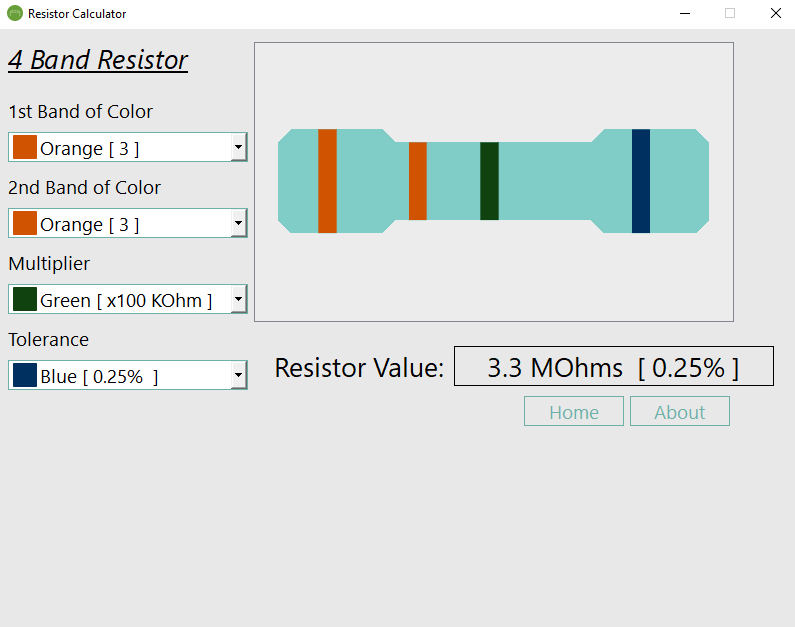 Resistor Calculator
4 Band Resistor
1st Band of Color
Orange [ 3 ]
2nd Band of Color
Orange [ 3 ]
Multiplier
Green [ x100 KOhm ]
Tolerance
Blue [ 0.25%  ]
Resistor Value: 3.3 MOhms  [ 0.25% ]
Home About